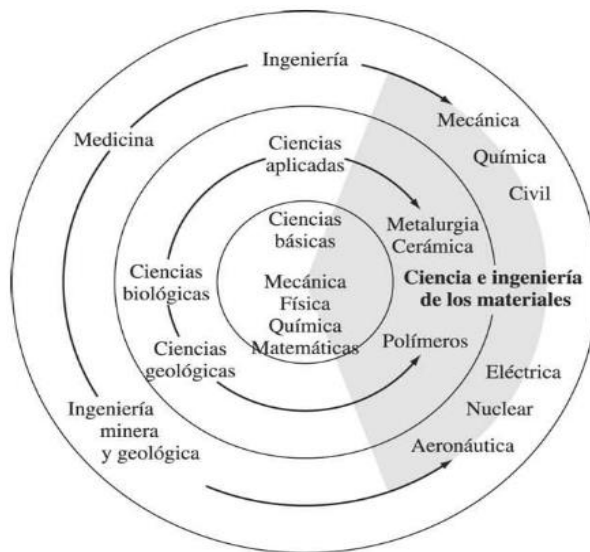 Ingeniería
Medicina
Mecánica
Química
Civil
Ciencias
aplicadas
Ciencias
básicas
Metalurgia
Cerámica
Ciencias
biológicas
Mecánica
Física
Química
Matemáticas
Ciencia e ingeniería
de los materiales
Ciencias
geológicas
Polímeros
Eléctrica
Nuclear
Aeronáutica
Ingeniería
minera
y geológica